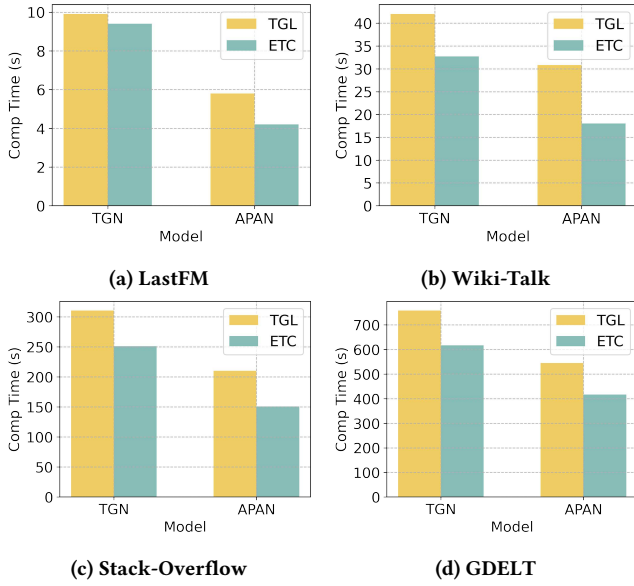 10
8
6
4
2
0
Comp Time (s)
TGL
ETC
TGN
APAN
Model
(a) LastFM
40
35
30
25
20
15
10
5
0
Comp Time (s)
TGL
ETC
TGN
APAN
Model
(b) Wiki-Talk
300
250
200
150
100
50
0
Comp Time (s)
TGL
ETC
TGN
APAN
Model
(c) Stack-Overflow
700
600
500
400
300
200
100
0
Comp Time (s)
TGL
ETC
TGN
APAN
Model
(d) GDELT